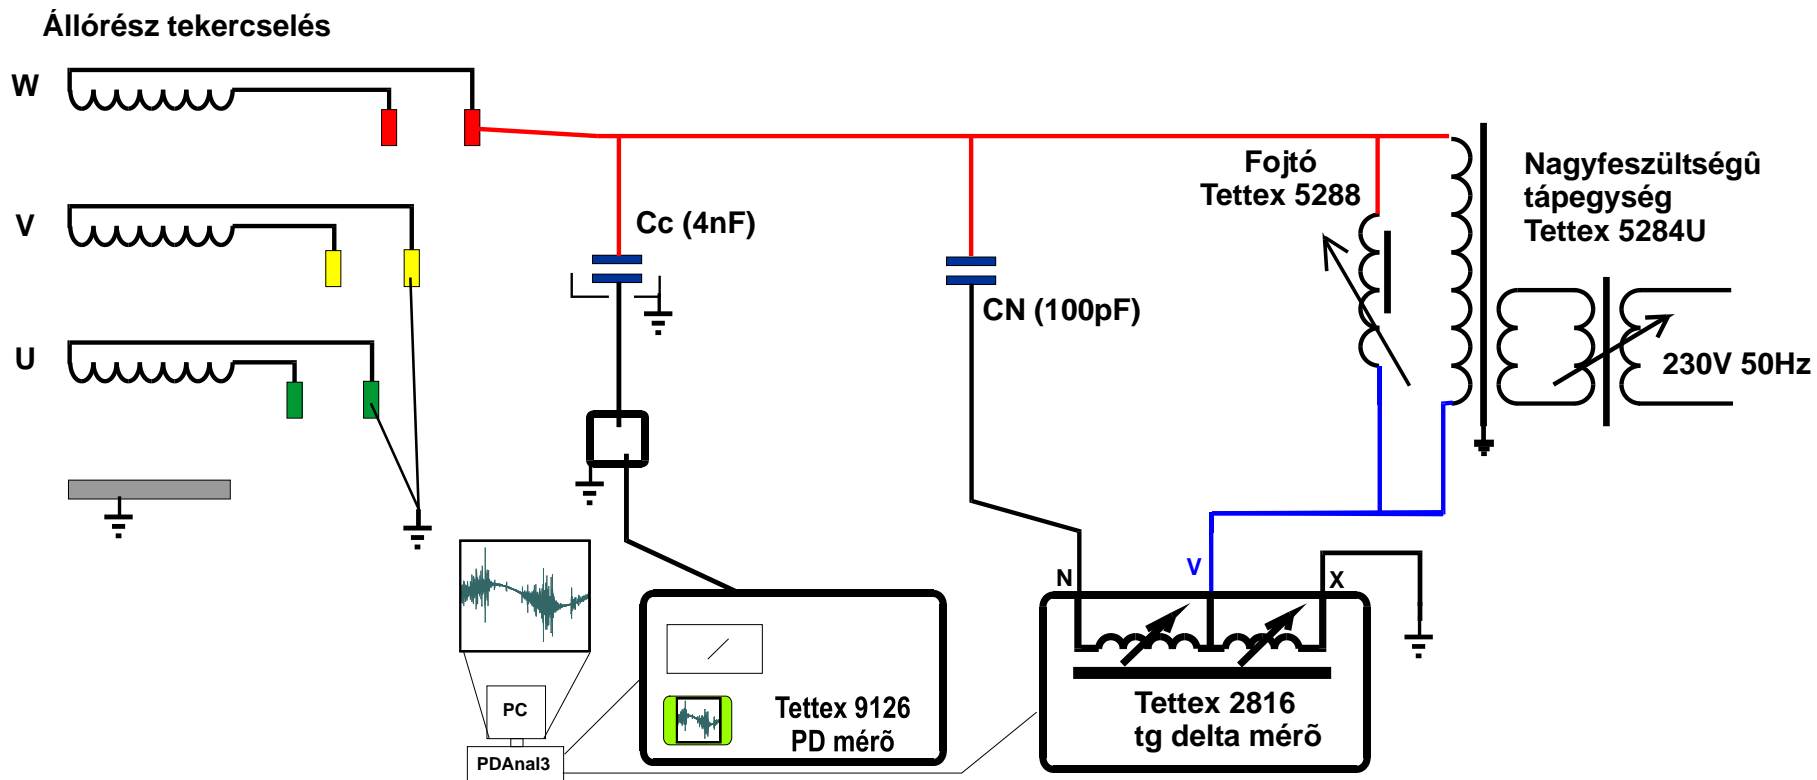 Állórész tekercselés
W
V
U
Cc (4nF)
CN (100pF)
Fojtó
Tettex 5288
Nagyfeszültségû
tápegység
Tettex 5284U
230V 50Hz
N
V
X
PC
PDAnal3
Tettex 9126
PD mérõ
Tettex 2816
tg delta mérõ